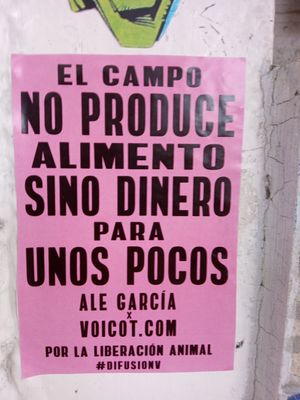 EL CAMPO
NO PRODUCE
ALIMENTO
SINO DINERO
PARA
UNOS POCOS
ALE GARCÍA
x
VOICOT.COM
POR LA LIBERACIÓN ANIMAL
#DIFUSIONV